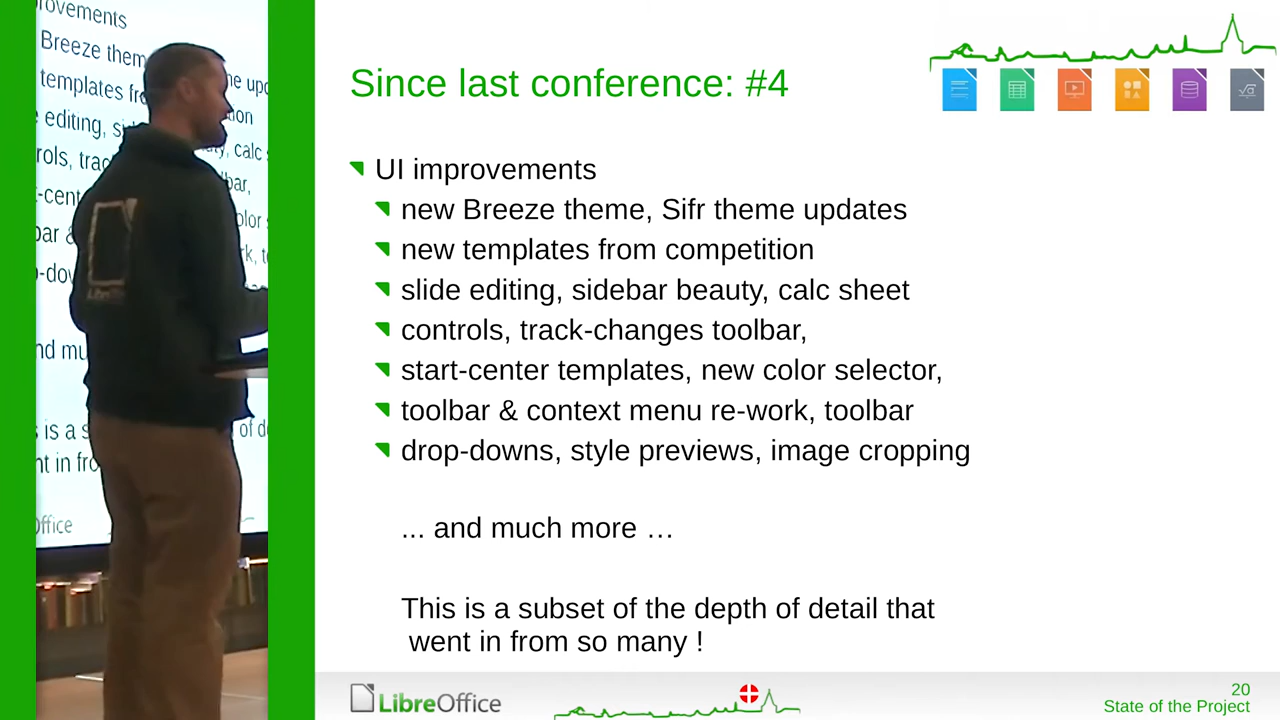 Since last conference: #4
UI improvements
new Breeze theme, Sifr theme updates
new templates from competition
slide editing, sidebar beauty, calc sheet
controls, track-changes toolbar,
start-center templates, new color selector,
toolbar & context menu re-work, toolbar
drop-downs, style previews, image cropping
... and much more …
This is a subset of the depth of detail that
went in from so many !
LibreOffice
20
State of the Project